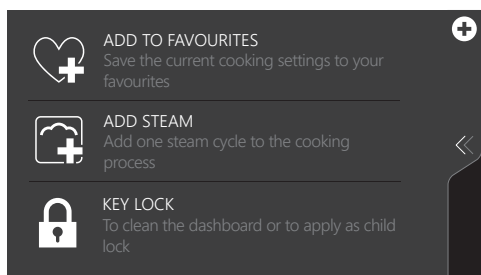 ADD TO FAVOURITES
Save the current cooking settings to your
favourites
ADD STEAM
Add one steam cycle to the cooking
process
KEY LOCK
To clean the dashboard or to apply as child
lock